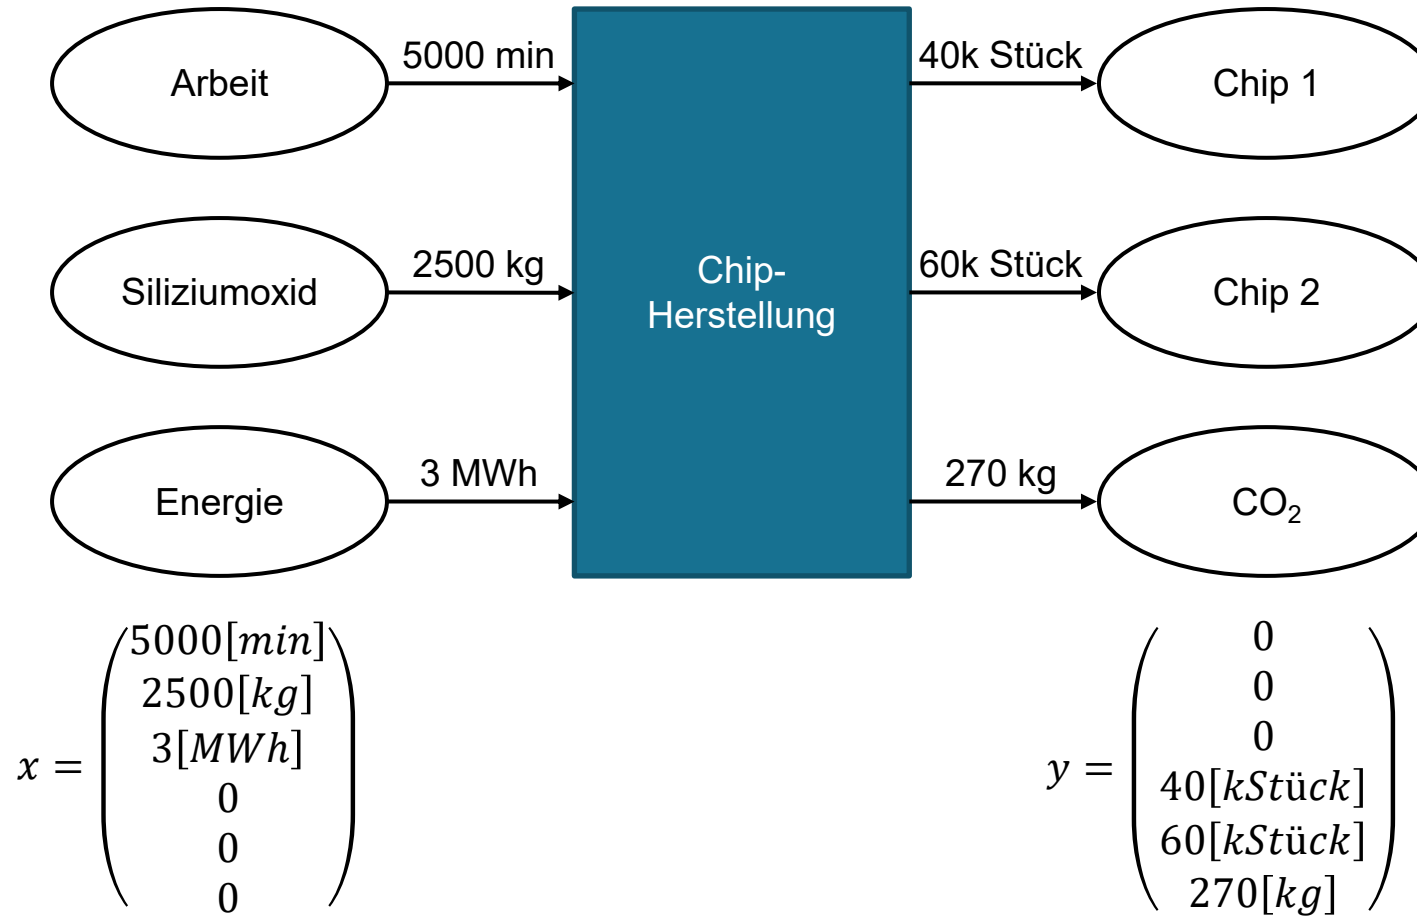 Arbeit
5000 min
40k Stück
Chip 1
Siliziumoxid
2500 kg
Chip-
Herstellung
60k Stück
Chip 2
Energie
3 MWh
270 kg
CO₂
x =
5000[min]
2500[kg]
3[MWh]
0
0
0
y =
0
0
0
40[kStück]
60[kStück]
270[kg]